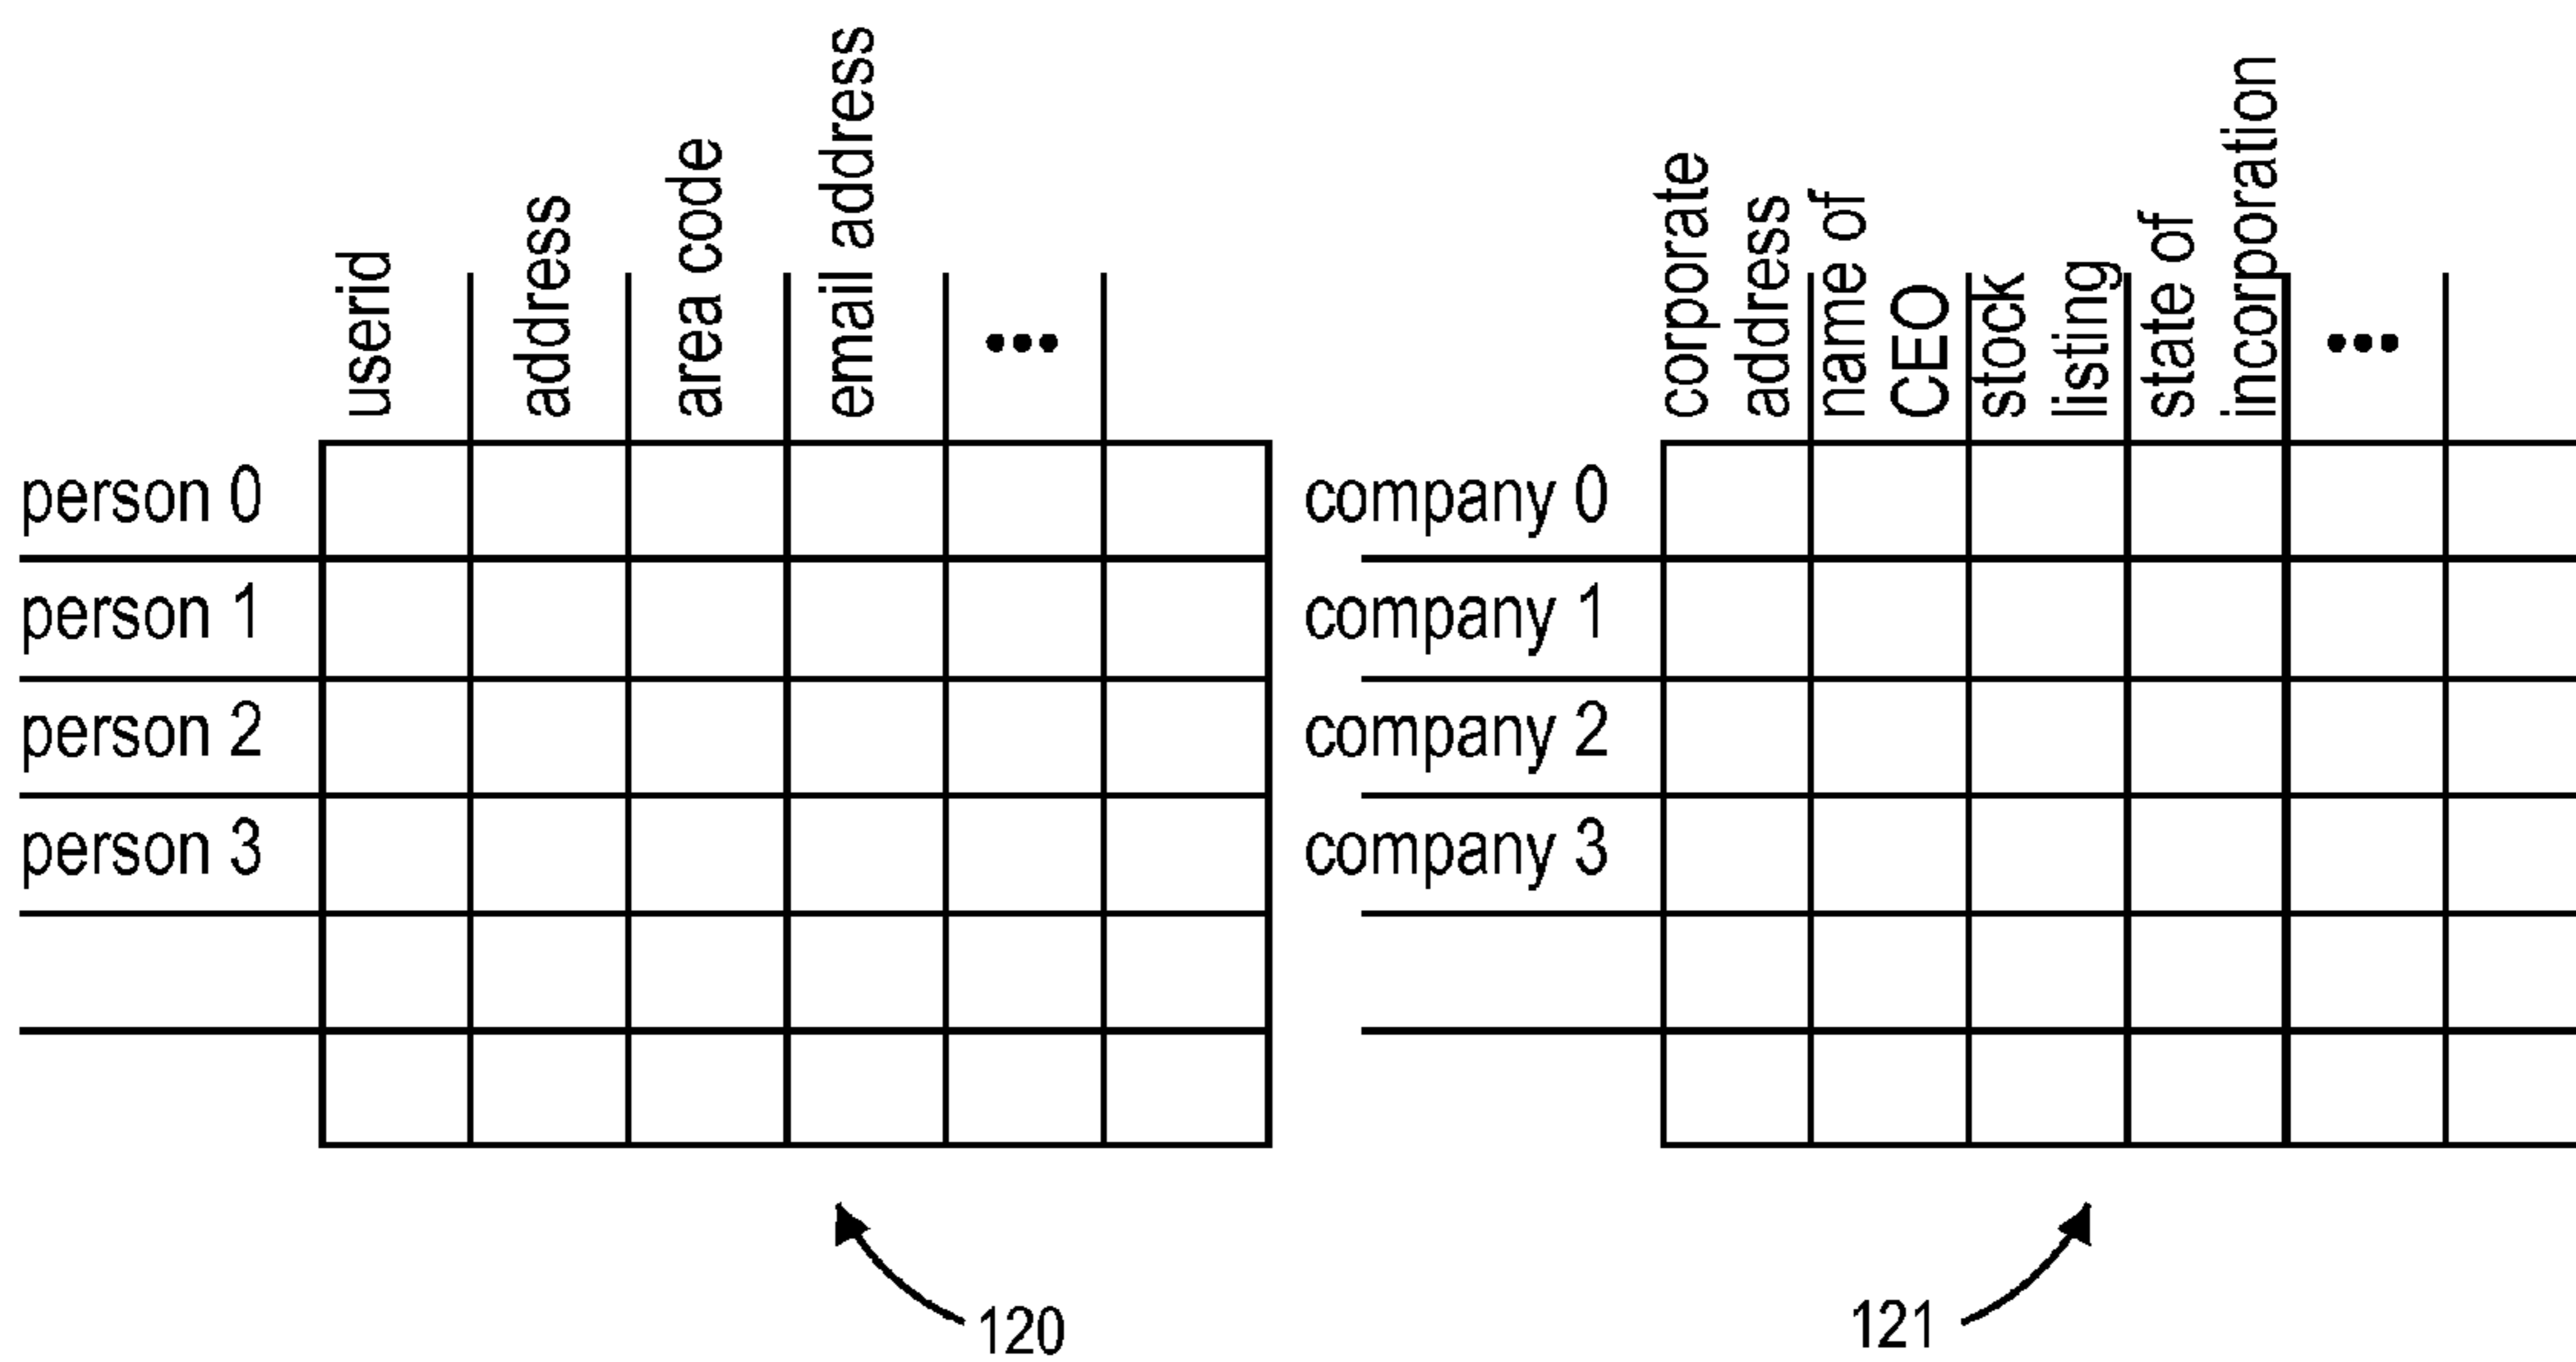 userid
address
area code
email address
•••
person 0
person 1
person 2
person 3
120
corporate
address
name of
CEO
stock
listing
state of
incorporation
•••
company 0
company 1
company 2
company 3
121